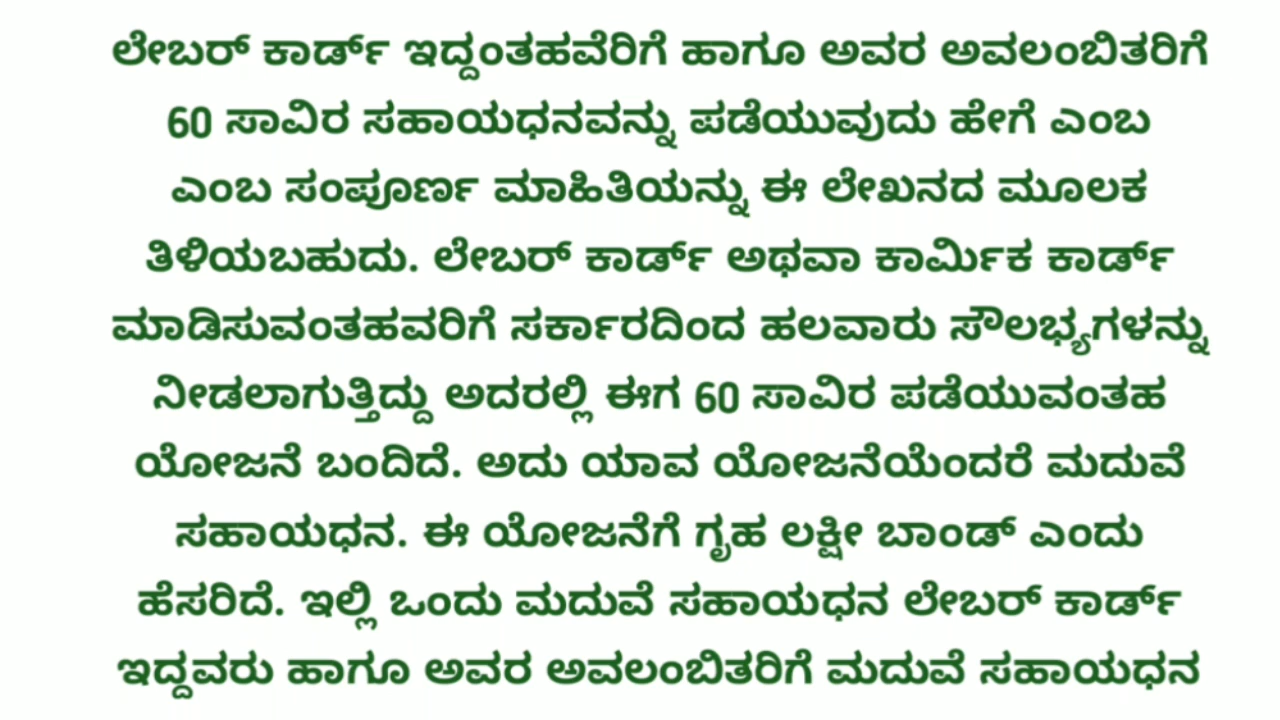 ಲೇಬರ್ ಕಾರ್ಡ್ ಇದ್ದಂತಹವೆರಿಗೆ ಹಾಗೂ ಅವರ ಅವಲಂಬಿತರಿಗೆ
60 ಸಾವಿರ ಸಹಾಯಧನವನ್ನು ಪಡೆಯುವುದು ಹೇಗೆ ಎಂಬ
ಎಂಬ ಸಂಪೂರ್ಣ ಮಾಹಿತಿಯನ್ನು ಈ ಲೇಖನದ ಮೂಲಕ
ತಿಳಿಯಬಹುದು. ಲೇಬರ್ ಕಾರ್ಡ್ ಅಥವಾ ಕಾರ್ಮಿಕ ಕಾರ್ಡ್
ಮಾಡಿಸುವಂತಹವರಿಗೆ ಸರ್ಕಾರದಿಂದ ಹಲವಾರು ಸೌಲಭ್ಯಗಳನ್ನು
ನೀಡಲಾಗುತ್ತಿದ್ದು ಅದರಲ್ಲಿ ಈಗ 60 ಸಾವಿರ ಪಡೆಯುವಂತಹ
ಯೋಜನೆ ಬಂದಿದೆ. ಅದು ಯಾವ ಯೋಜನೆಯೆಂದರೆ ಮದುವೆ
ಸಹಾಯಧನ. ಈ ಯೋಜನೆಗೆ ಗೃಹ ಲಕ್ಷೀ ಬಾಂಡ್ ಎಂದು
ಹೆಸರಿದೆ. ಇಲ್ಲಿ ಒಂದು ಮದುವೆ ಸಹಾಯಧನ ಲೇಬರ್ ಕಾರ್ಡ್
ಇದ್ದವರು ಹಾಗೂ ಅವರ ಅವಲಂಬಿತರಿಗೆ ಮದುವೆ ಸಹಾಯಧನ